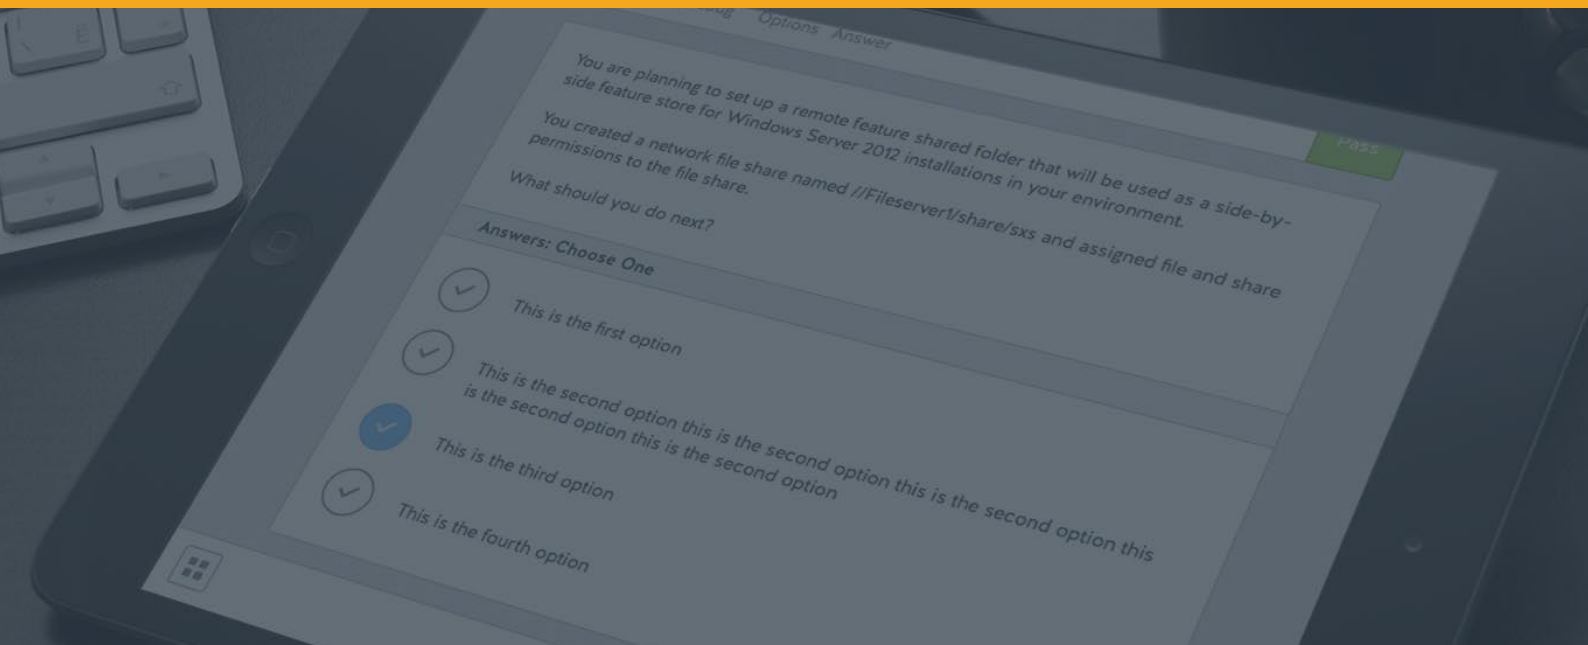 Options Answer
Pass
You are planning to set up a remote feature shared folder that will be used as a side-by-
side feature store for Windows Server 2012 installations in your environment.
You created a network file share named //Fileserver1/share/sxs and assigned file and share
permissions to the file share.
What should you do next?
Answers: Choose One
This is the first option
This is the second option this is the second option this is the second option this
is the second option this is the second option
This is the third option
This is the fourth option